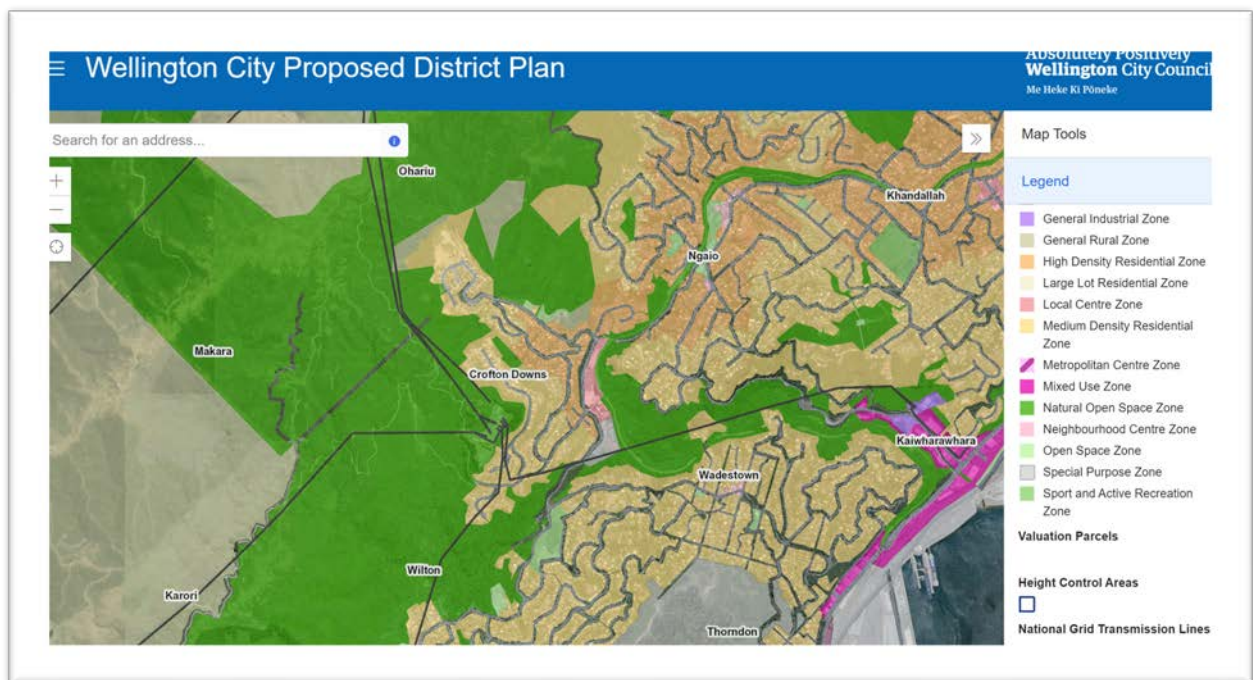 Wellington City Proposed District Plan
Absolutely Positively
Wellington City Council
Me Heke Ki Pōneke
Search for an address...
Map Tools
Legend
General Industrial Zone
General Rural Zone
High Density Residential Zone
Large Lot Residential Zone
Local Centre Zone
Medium Density Residential
Zone
Metropolitan Centre Zone
Mixed Use Zone
Natural Open Space Zone
Neighbourhood Centre Zone
Open Space Zone
Special Purpose Zone
Sport and Active Recreation
Zone
Valuation Parcels
Height Control Areas
National Grid Transmission Lines
Ohariu
Khandallah
Ngaio
Makara
Crofton Downs
Kaiwharawhara
Wadestown
Wilton
Karori
Thorndon